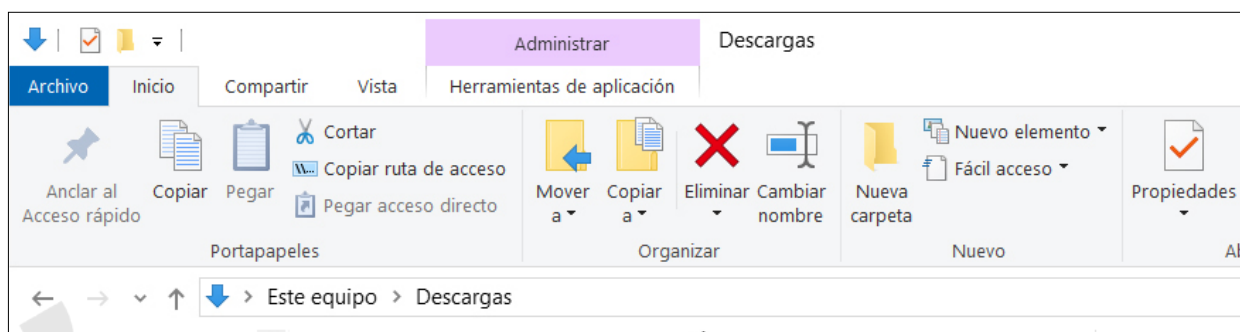 Administrar
Descargas
Archivo Inicio Compartir Vista Herramientas de aplicación
Anclar al
Acceso rápido
Copiar
Pegar
Cortar
Copiar ruta de acceso
Pegar acceso directo
Portapapeles
Mover
a
Copiar
a
Eliminar
Cambiar
nombre
Organizar
Nueva
carpeta
Nuevo elemento
Fácil acceso
Nuevo
Propiedades
Este equipo > Descargas